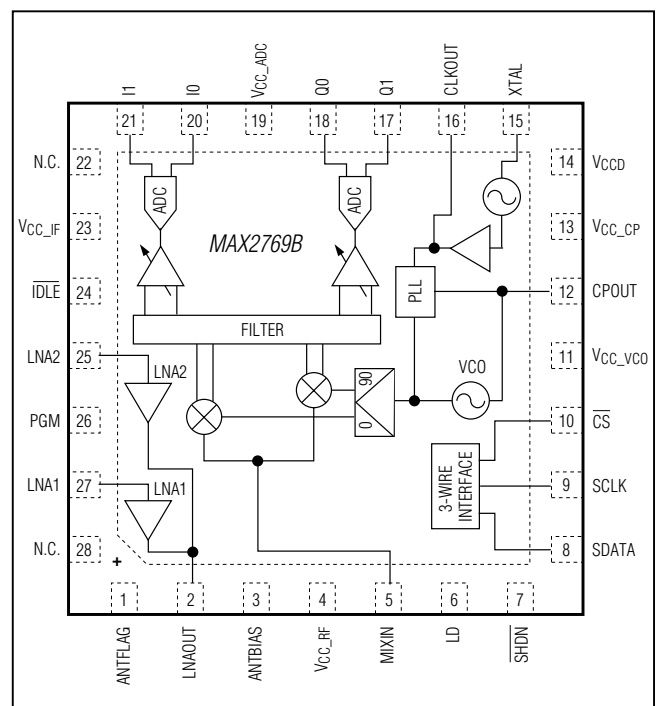 I1
I0
VCC_ADC
Q0
Q1
CLKOUT
XTAL
21
20
19
18
17
16
15
N.C.
22
14
VCCD
ADC
ADC
VCC_IF
23
MAX2769B
13
VCC_CP
IDLE
24
PLL
12
CPOUT
FILTER
LNA2
25
LNA2
VCO
11
VCC_VCO
90
0
PGM
26
10
CS
3-WIRE
INTERFACE
LNA1
27
LNA1
9
SCLK
N.C.
28
8
SDATA
+
1
2
3
4
5
6
7
ANTFLAG
LNAOUT
ANTBIAS
VCC_RF
MIXIN
LD
SHDN